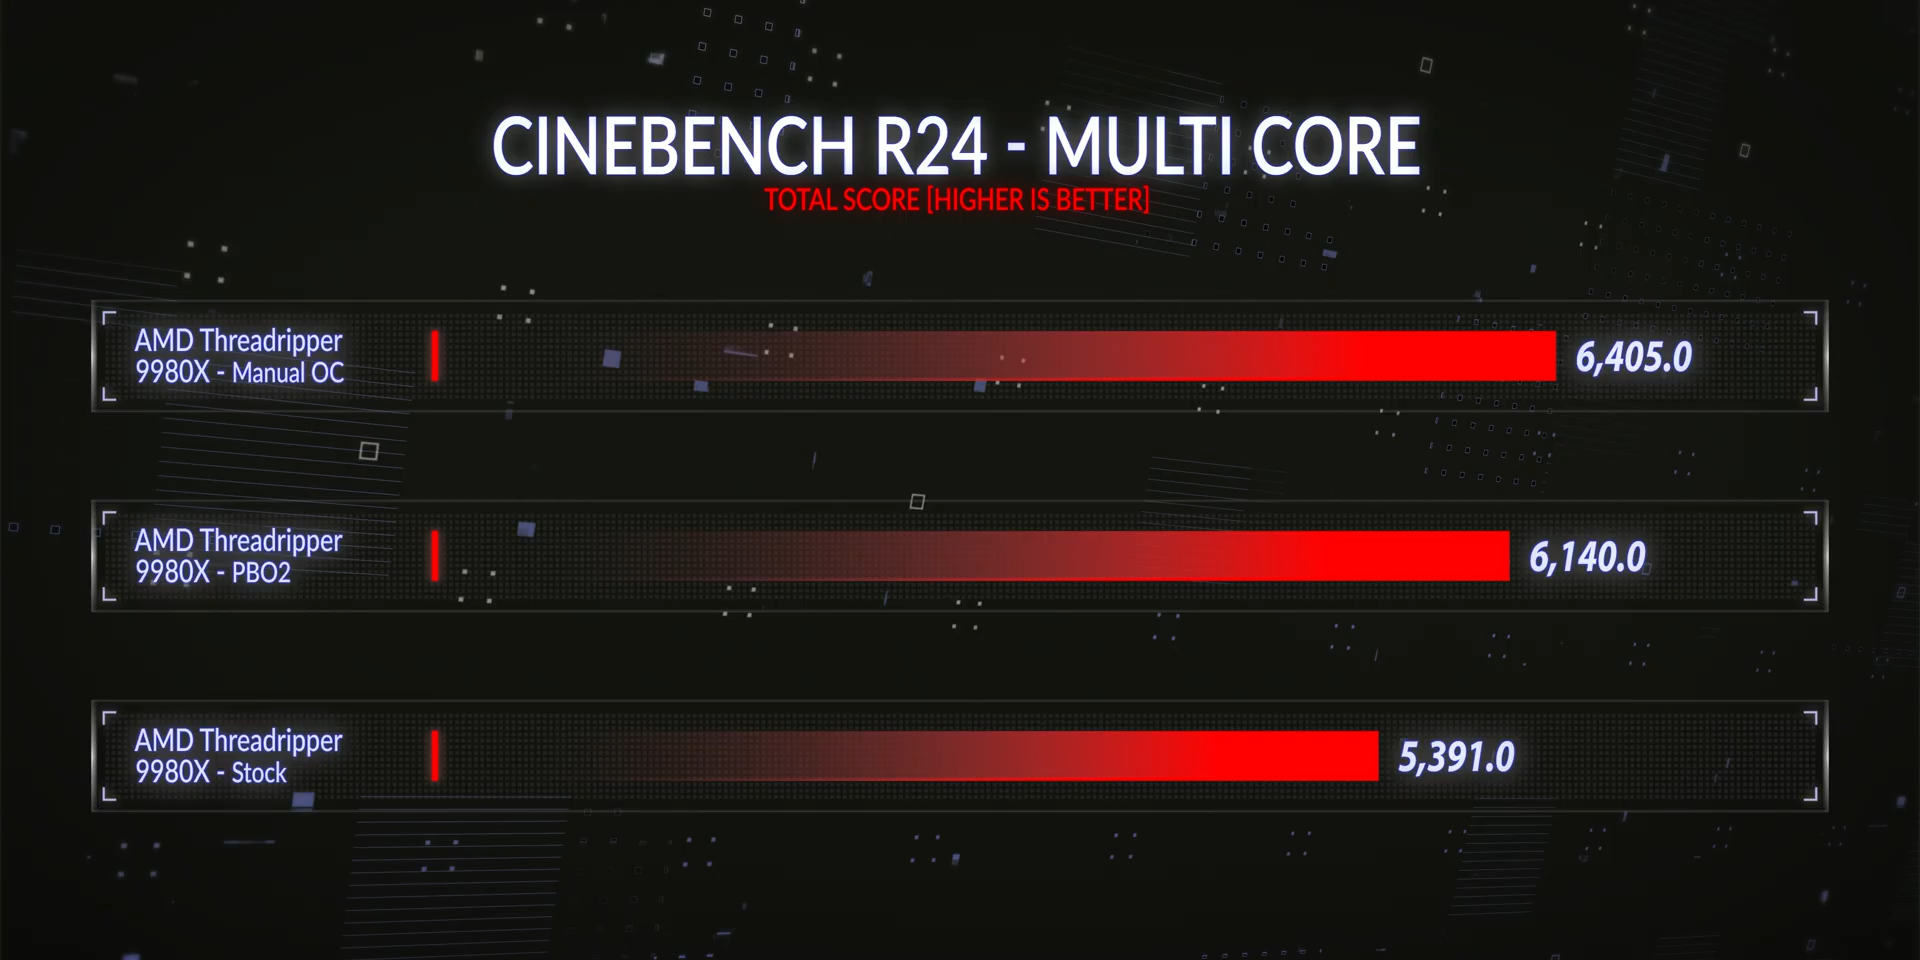 CINEBENCH R24 - MULTI CORE
TOTAL SCORE [HIGHER IS BETTER]
AMD Threadripper
9980X - Manual OC
6,405.0
AMD Threadripper
9980X - PBO2
6,140.0
AMD Threadripper
9980X - Stock
5,391.0